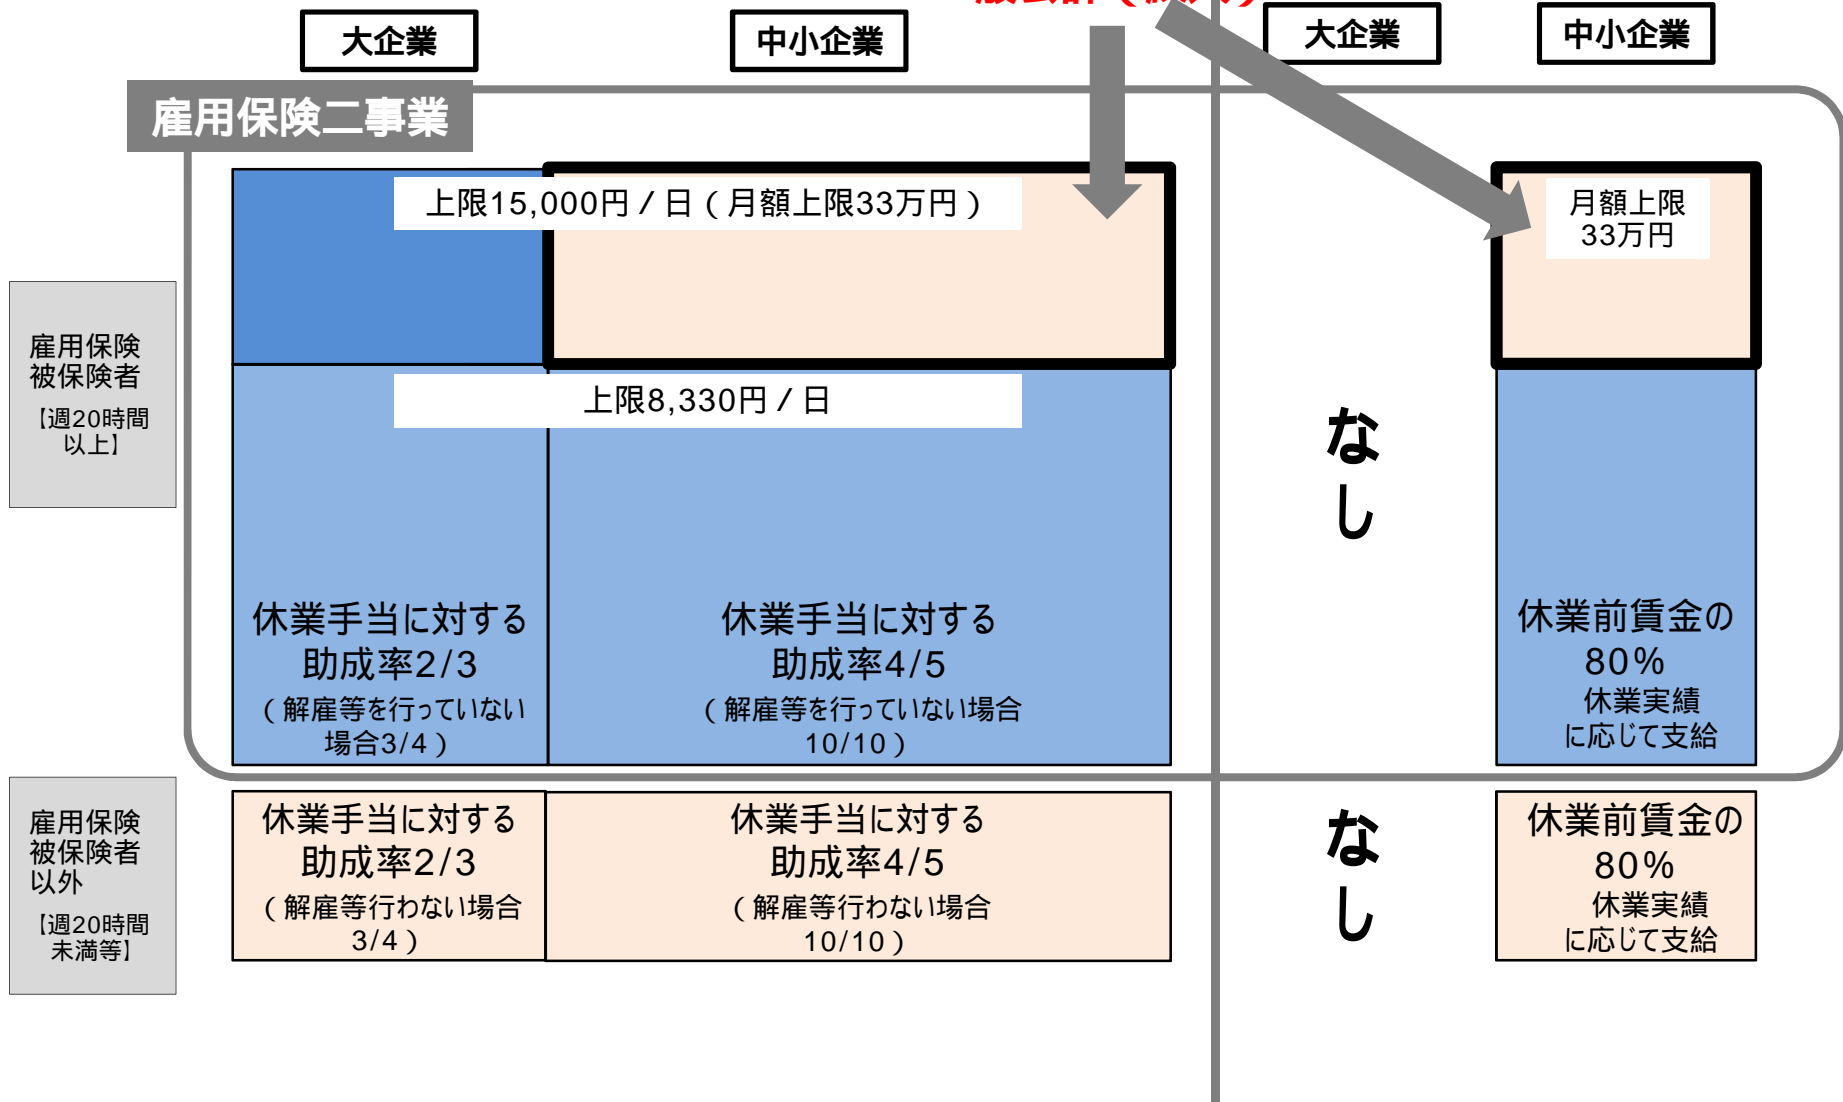 大企業
中小企業
大企業
中小企業
雇用保険二事業
上限15,000円／日（月額上限33万円）
月額上限
33万円
雇用保険
被保険者
【週20時間
以上】
上限8,330円／日
なし
休業手当に対する
助成率2/3
（解雇等を行っていない
場合3/4）
休業手当に対する
助成率4/5
（解雇等を行っていない場合
10/10）
休業前賃金の
80％
休業実績
に応じて支給
雇用保険
被保険者
以外
【週20時間
未満等】
休業手当に対する
助成率2/3
（解雇等行わない場合
3/4）
休業手当に対する
助成率4/5
（解雇等行わない場合
10/10）
なし
休業前賃金の
80％
休業実績
に応じて支給